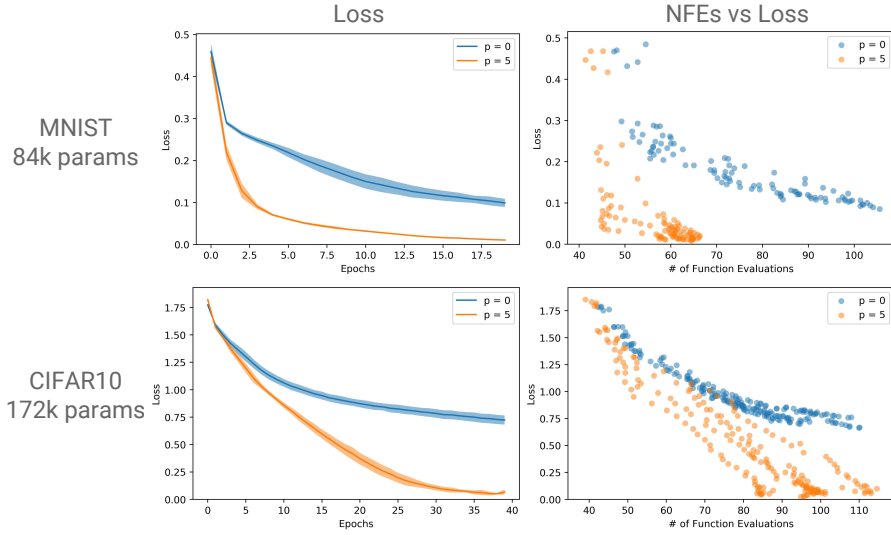 Loss
NFEs vs Loss
MNIST
84k params
CIFAR10
172k params
0.5
0.4
0.3
0.2
0.1
0.0
Loss
0.0 2.5 5.0 7.5 10.0 12.5 15.0 17.5
Epochs
p = 0
p = 5
0.5
0.4
0.3
0.2
0.1
0.0
Loss
40 50 60 70 80 90 100
# of Function Evaluations
p = 0
p = 5
1.75
1.50
1.25
1.00
0.75
0.50
0.25
0.00
Loss
0 5 10 15 20 25 30 35 40
Epochs
p = 0
p = 5
1.75
1.50
1.25
1.00
0.75
0.50
0.25
0.00
Loss
40 50 60 70 80 90 100 110
# of Function Evaluations
p = 0
p = 5